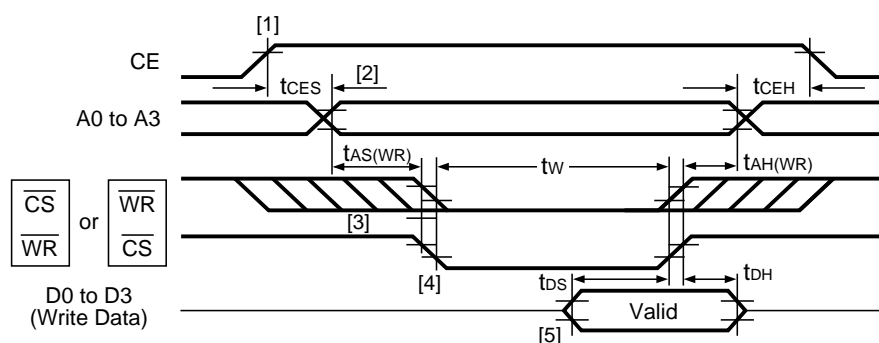 [1]
CE
tCES
[2]
tCEH
A0 to A3
tAS(WR)
tW
tAH(WR)
CS
WR
or
WR
CS
[3]
[4]
tDS
tDH
D0 to D3
(Write Data)
Valid
[5]